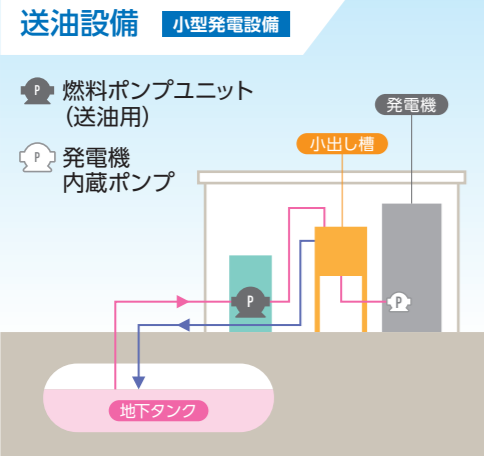 送油設備 小型発電設備
P 燃料ポンプユニット
（送油用）
P 発電機
内蔵ポンプ
発電機
小出し槽
P
P
地下タンク